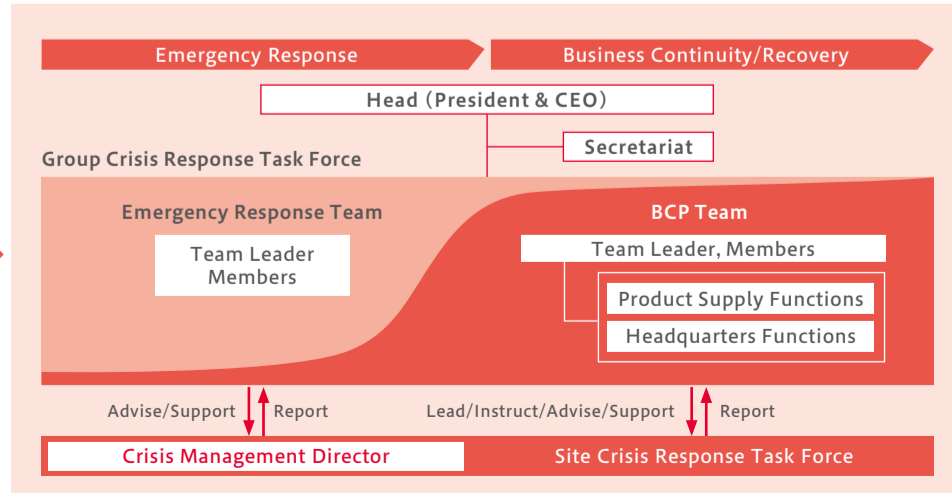 Emergency Response
Business Continuity/Recovery
Head (President & CEO)
Secretariat
Group Crisis Response Task Force
Emergency Response Team
Team Leader
Members
BCP Team
Team Leader, Members
Product Supply Functions
Headquarters Functions
Advise/Support
Report
Lead/Instruct/Advise/Support
Report
Crisis Management Director
Site Crisis Response Task Force